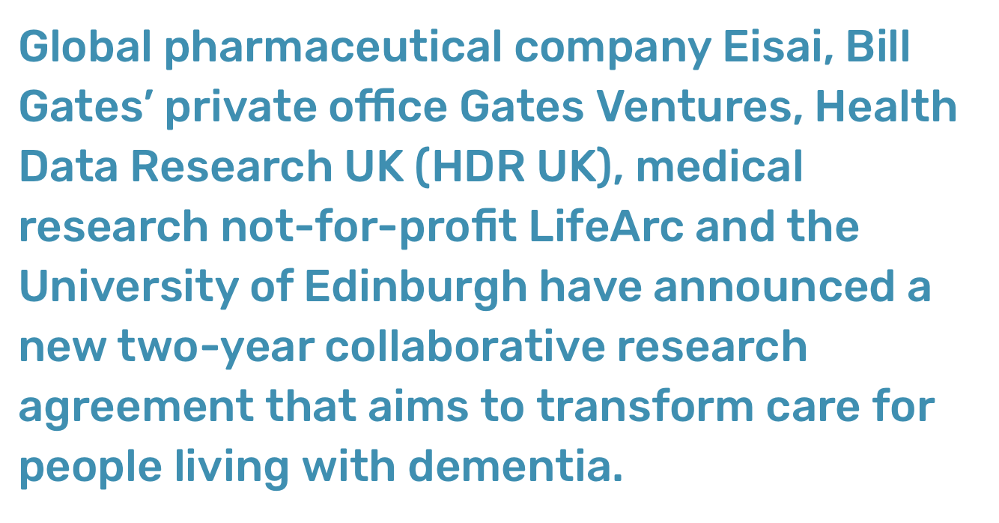 Global pharmaceutical company Eisai, Bill
Gates’ private office Gates Ventures, Health
Data Research UK (HDR UK), medical
research not-for-profit LifeArc and the
University of Edinburgh have announced a
new two-year collaborative research
agreement that aims to transform care for
people living with dementia.